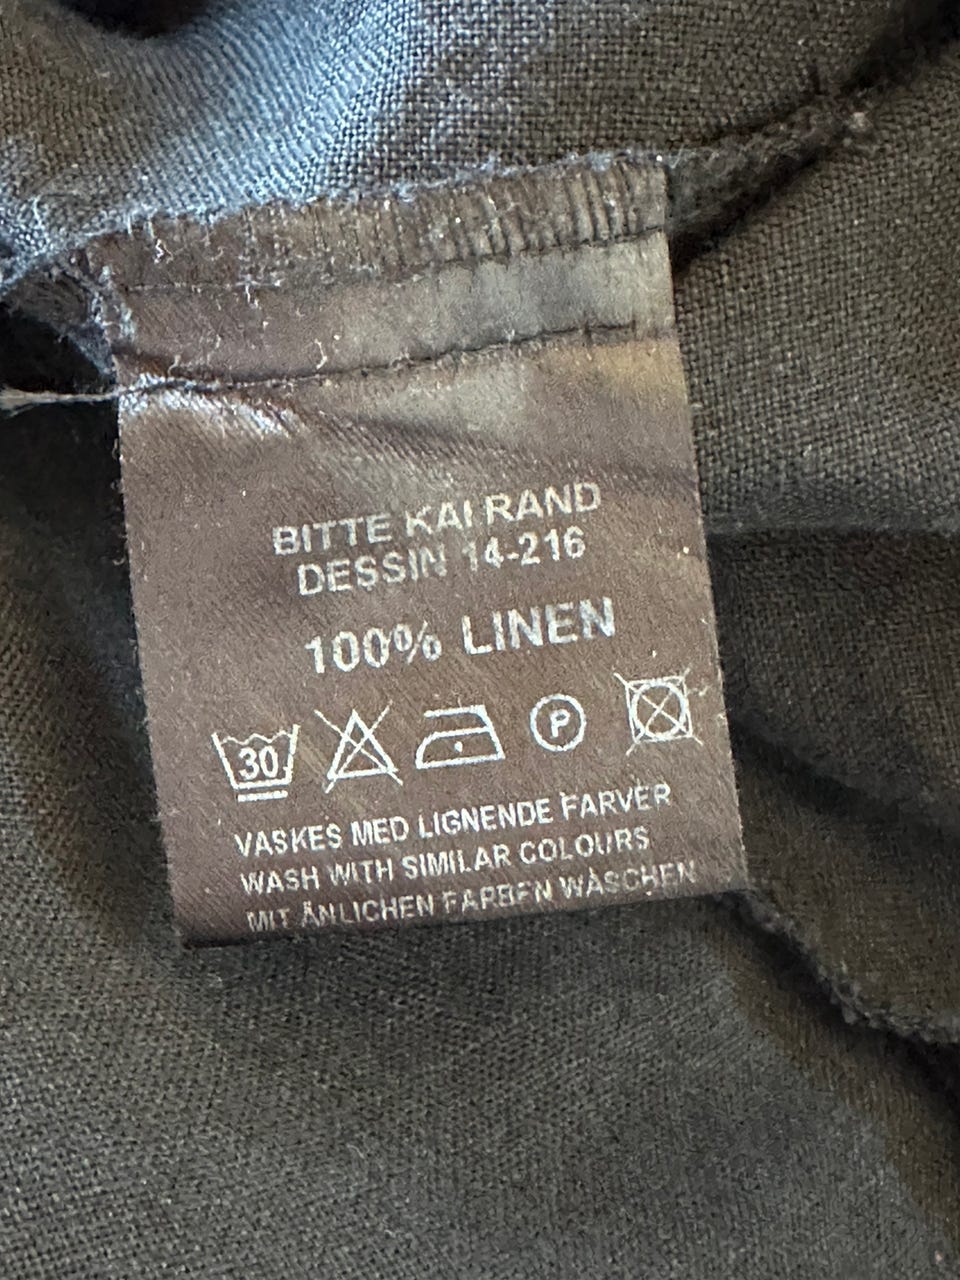 BITTE KAI RAND
DESSIN 14-216
100% LINEN
30 P
VASKES MED LIGNENDE FARVER
WASH WITH SIMILAR COLOURS
MIT ÄNLICHEN FARBEN WASCHEN